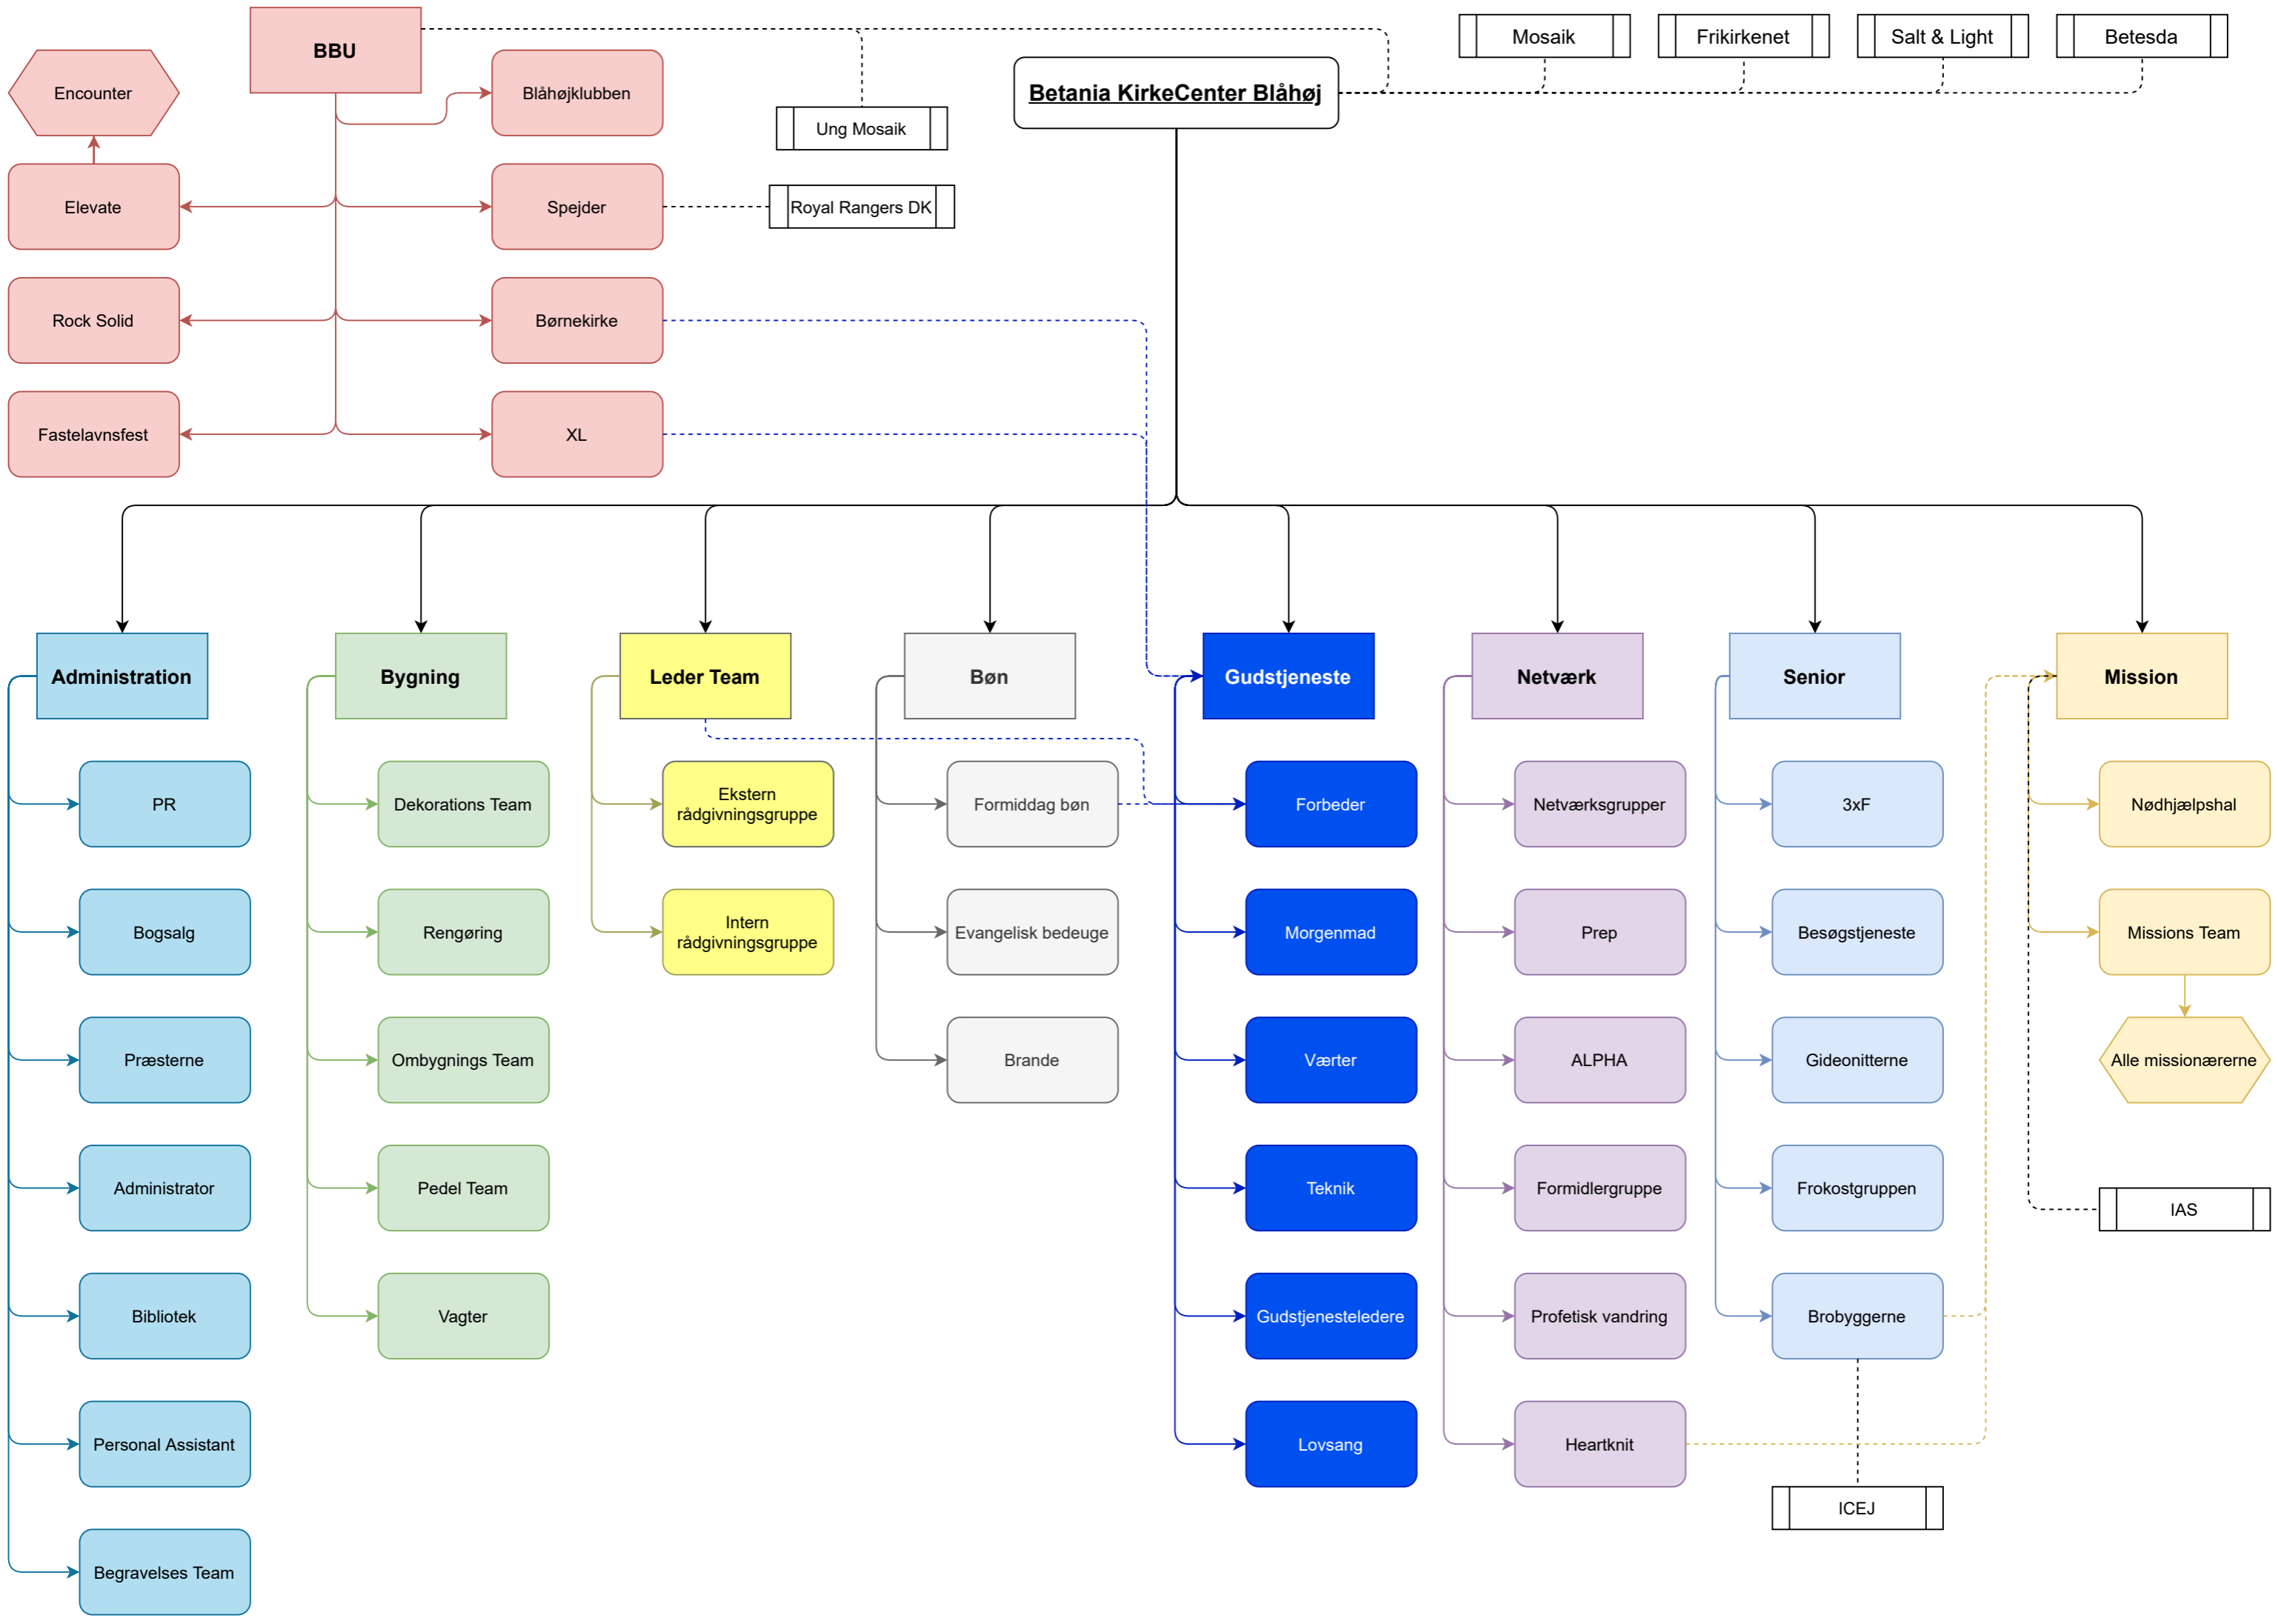 BBU
Encounter
Blåhøjklubben
Elevate
Spejder
Rock Solid
Børnekirke
Fastelavnsfest
XL
Ung Mosaik
Royal Rangers DK
Betania KirkeCenter Blåhøj
Mosaik
Frikirkenet
Salt & Light
Betesda
Administration
PR
Bogsalg
Præsterne
Administrator
Bibliotek
Personal Assistant
Begravelses Team
Bygning
Dekorations Team
Rengøring
Ombygnings Team
Pedel Team
Vagter
Leder Team
Ekstern
rådgivningsgruppe
Intern
rådgivningsgruppe
Bøn
Formiddag bøn
Evangelisk bedeuge
Brande
Gudstjeneste
Forbeder
Morgenmad
Værter
Teknik
Gudstjenesteledere
Lovsang
Netværk
Netværksgrupper
Prep
ALPHA
Formidlergruppe
Profetisk vandring
Heartknit
Senior
3xF
Besøgstjeneste
Gideonitterne
Frokostgruppen
Brobyggerne
ICEJ
Mission
Nødhjælpshal
Missions Team
Alle missionærerne
IAS